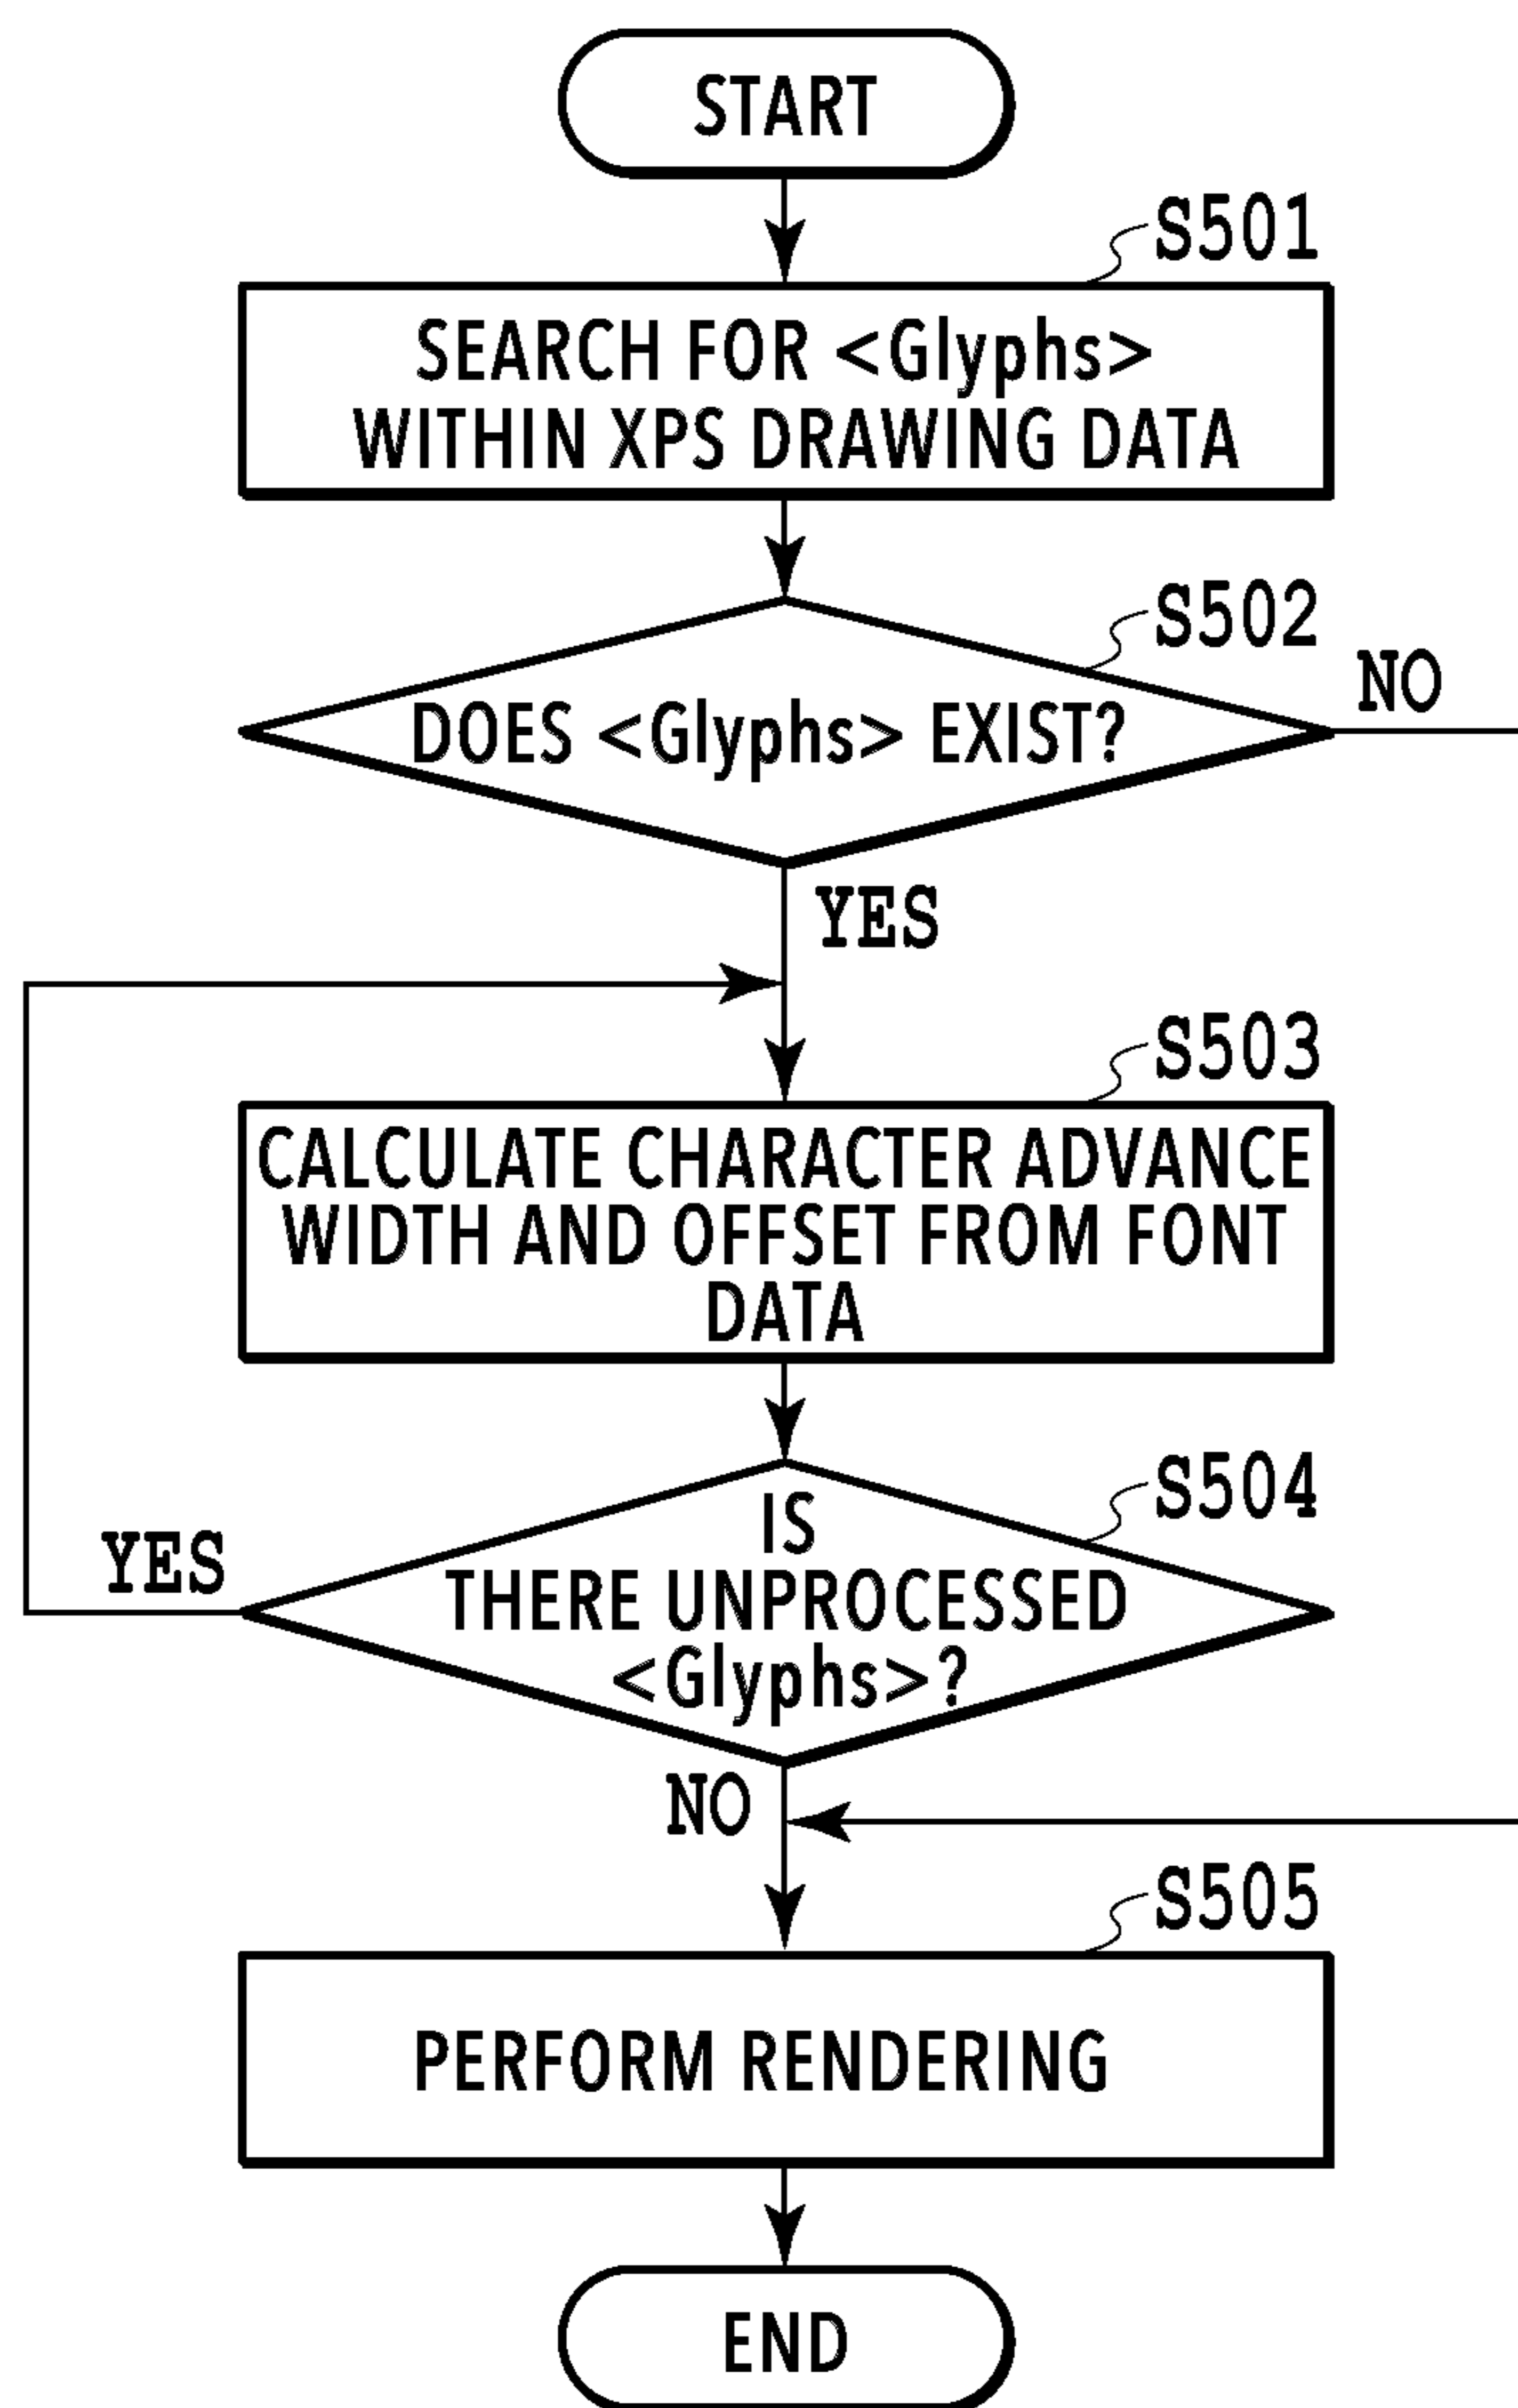 START
S501
SEARCH FOR <Glyphs>
WITHIN XPS DRAWING DATA
S502
DOES <Glyphs> EXIST?
NO
YES
S503
CALCULATE CHARACTER ADVANCE
WIDTH AND OFFSET FROM FONT
DATA
S504
IS
THERE UNPROCESSED
<Glyphs>?
YES
NO
S505
PERFORM RENDERING
END